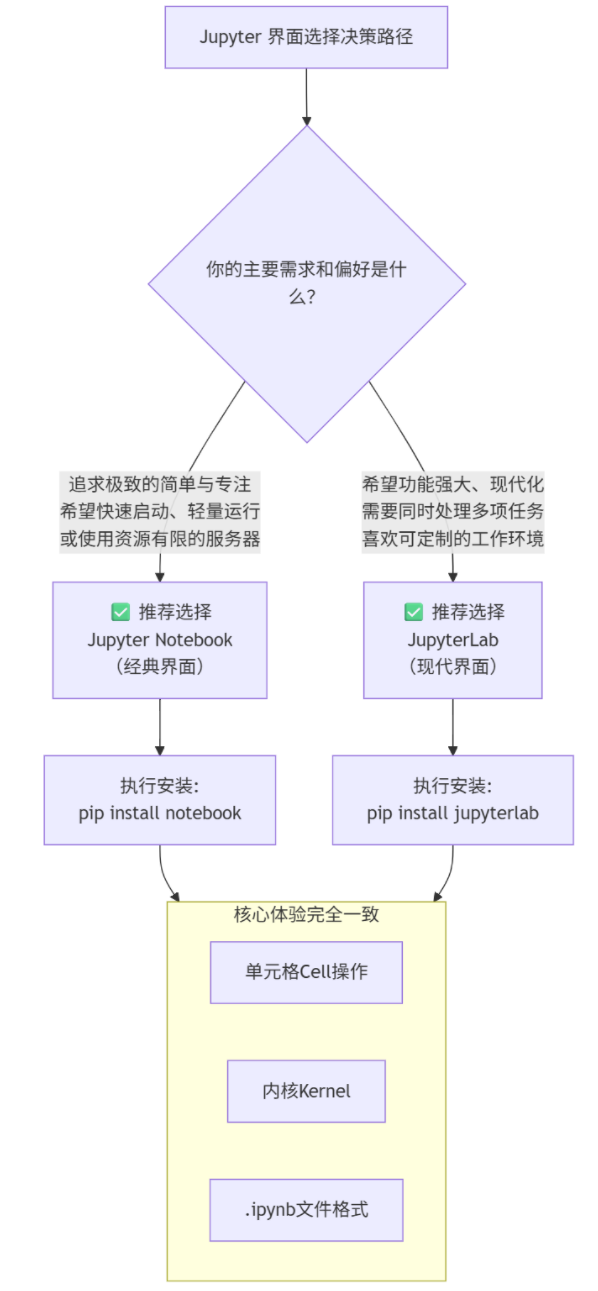 Jupyter 界面选择决策路径
你的主要需求和偏好是什
么？
追求极致的简单与专注
希望快速启动、轻量运行
或使用资源有限的服务器
希望功能强大、现代化
需要同时处理多项任务
喜欢可定制的工作环境
✅ 推荐选择
Jupyter Notebook
（经典界面）
✅ 推荐选择
JupyterLab
（现代界面）
执行安装:
pip install notebook
执行安装:
pip install jupyterlab
核心体验完全一致
单元格Cell操作
内核Kernel
.ipynb文件格式